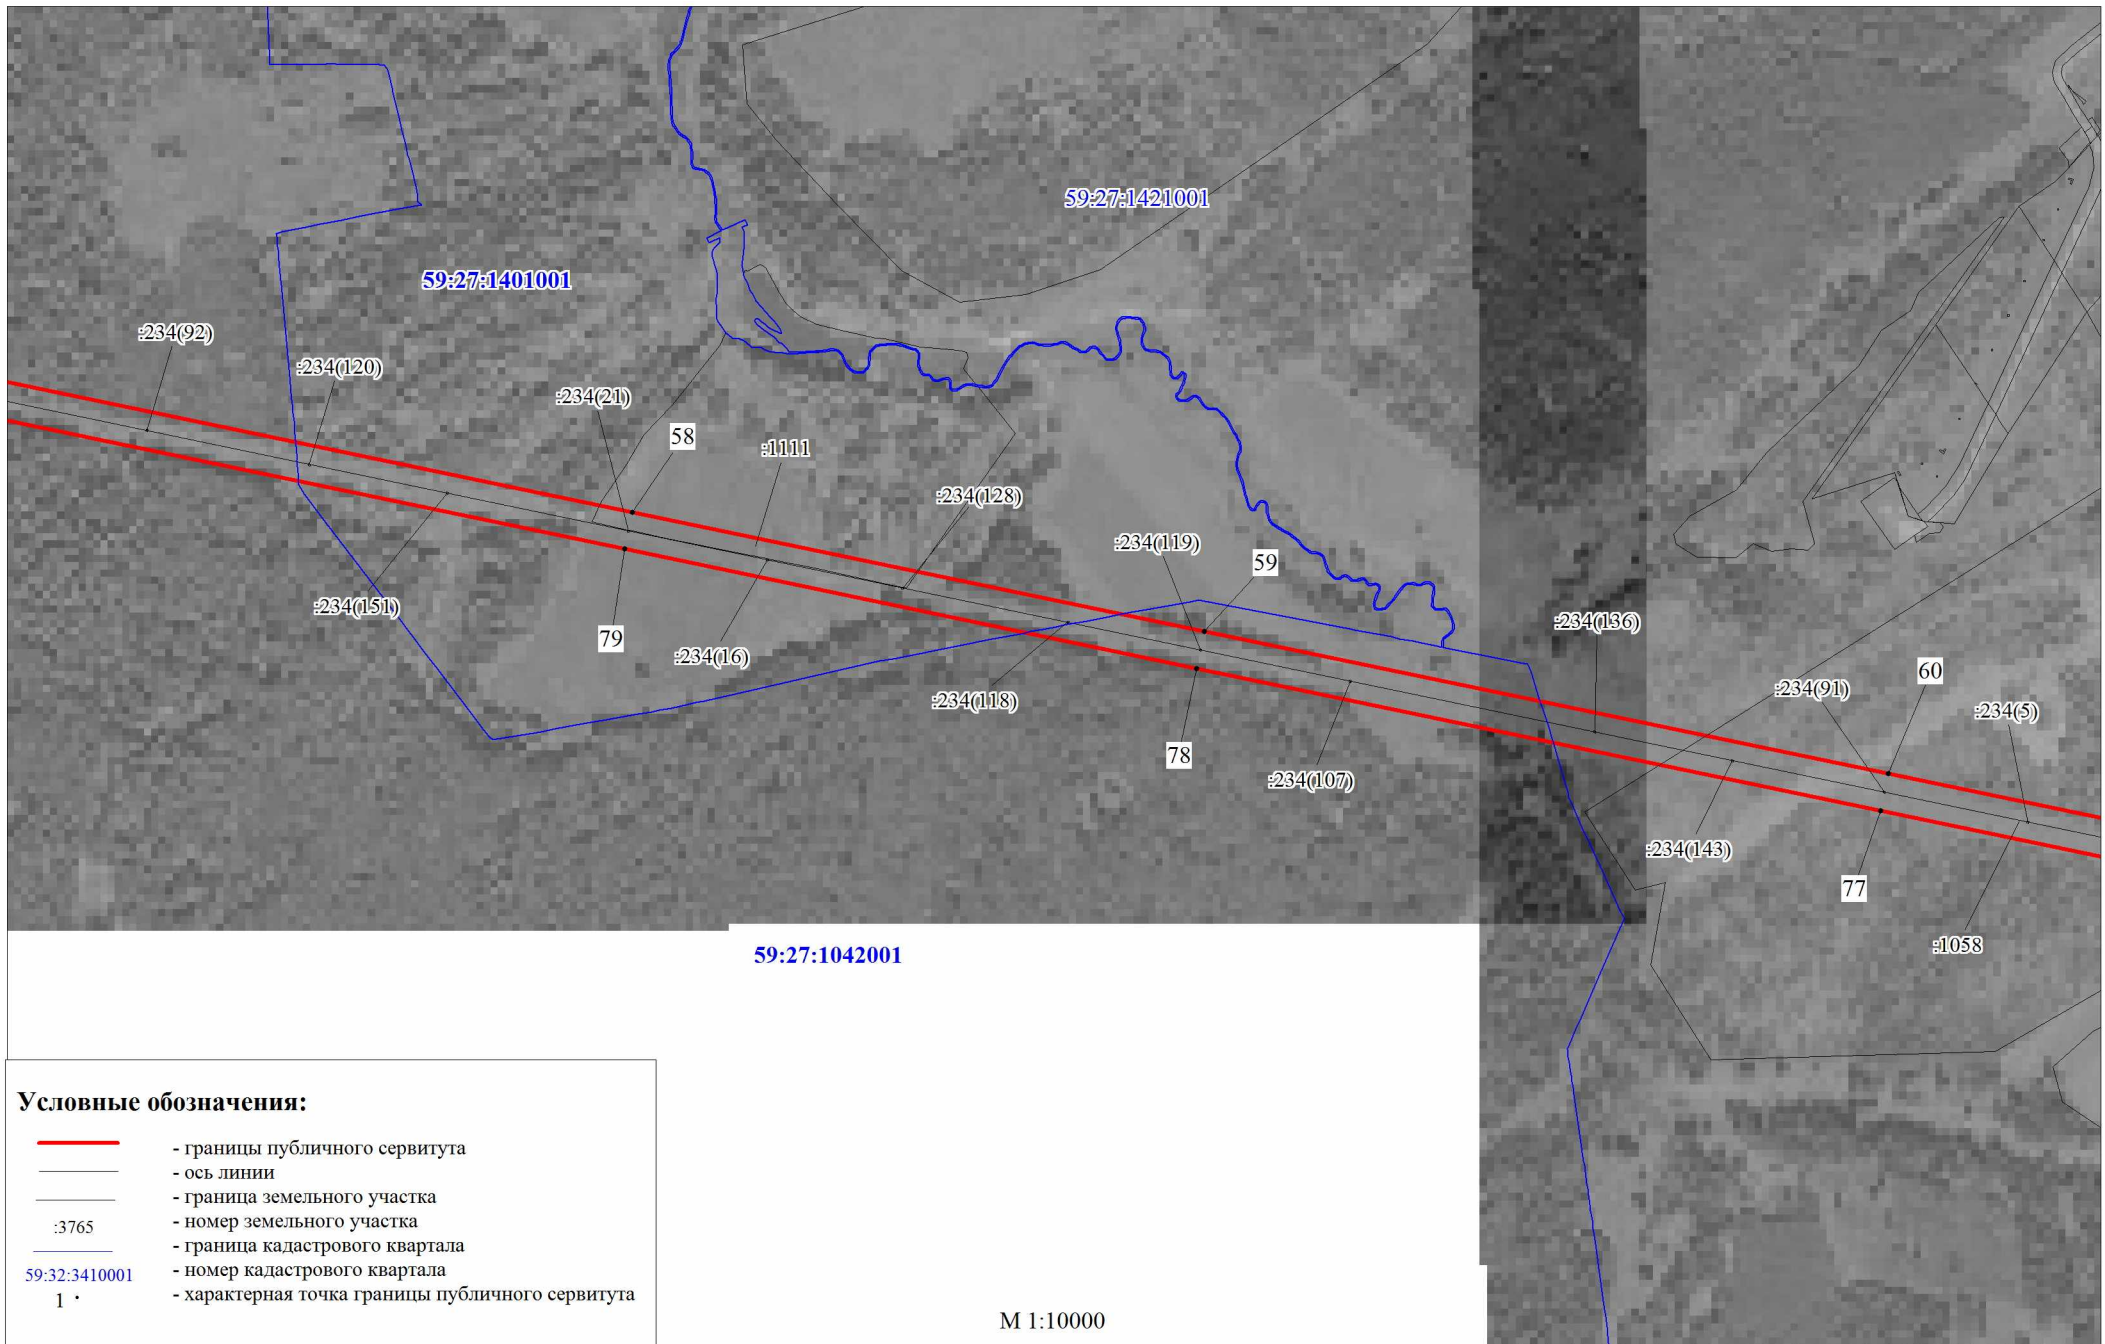 59:27:1421001
59:27:1401001
:234(92)
:234(120)
:234(21)
58
:1111
:234(128)
:234(119)
59
:234(151)
79
:234(16)
:234(136)
:234(118)
:234(91)
60
:234(5)
78
:234(107)
:234(143)
77
:1058
59:27:1042001
Условные обозначения:
- границы публичного сервитута
- ось линии
- граница земельного участка
:3765 - номер земельного участка
- граница кадастрового квартала
59:32:3410001 - номер кадастрового квартала
1 · - характерная точка границы публичного сервитута
М 1:10000